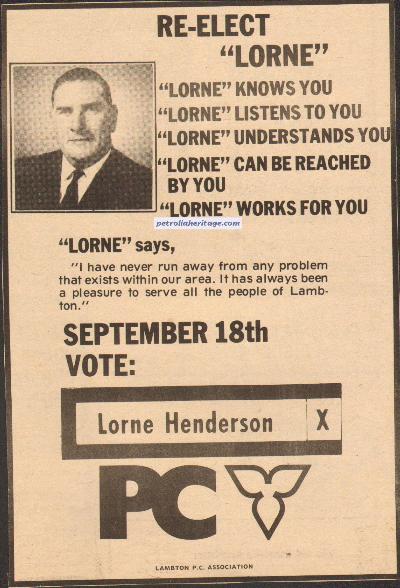 RE-ELECT
"LORNE"
"LORNE" KNOWS YOU
"LORNE" LISTENS TO YOU
"LORNE" UNDERSTANDS YOU
"LORNE" CAN BE REACHED
BY YOU
"LORNE" WORKS FOR YOU
petroliaheritage.com
"LORNE" says,
"I have never run away from any problem
that exists within our area. It has always been
a pleasure to serve all the people of Lamb-
ton."
SEPTEMBER 18th
VOTE:
Lorne Henderson X
PC
LAMBTON P.C. ASSOCIATION